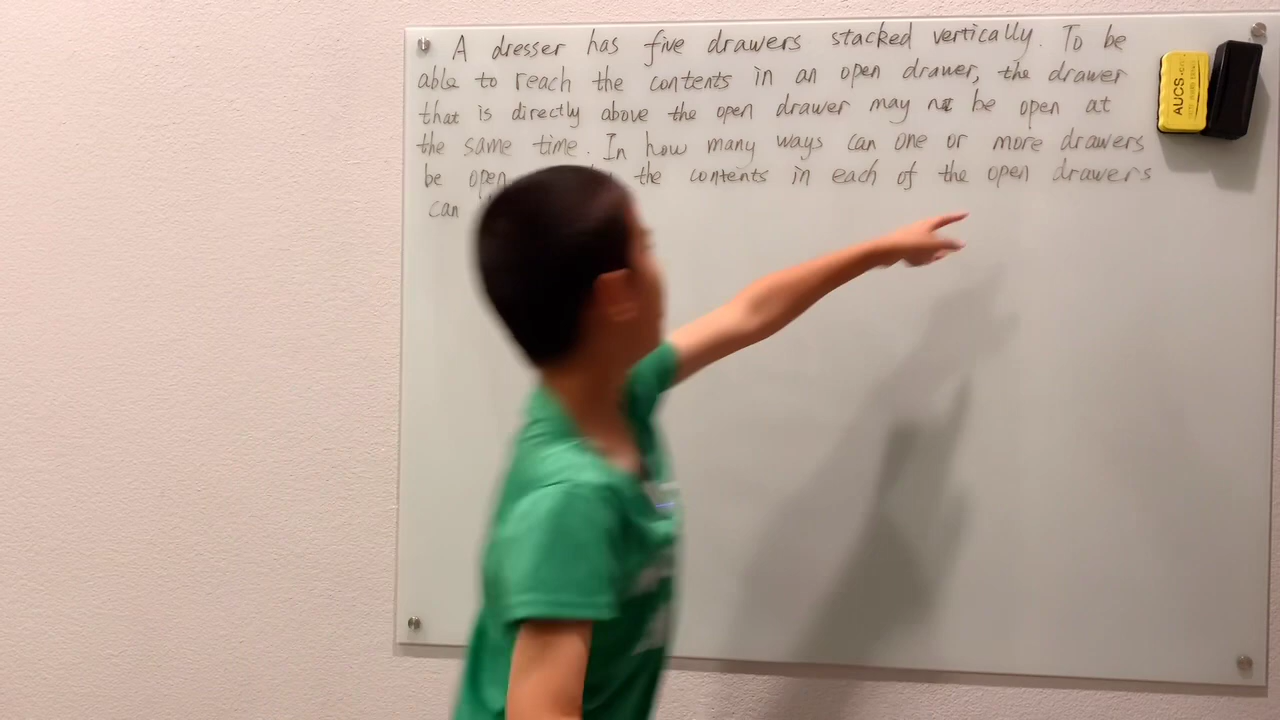 A dresser has five drawers stacked vertically. To be
able to reach the contents in an open drawer, the drawer
that is directly above the open drawer may not be open at
the same time. In how many ways can one or more drawers
be open the contents in each of the open drawers
can
AUCS